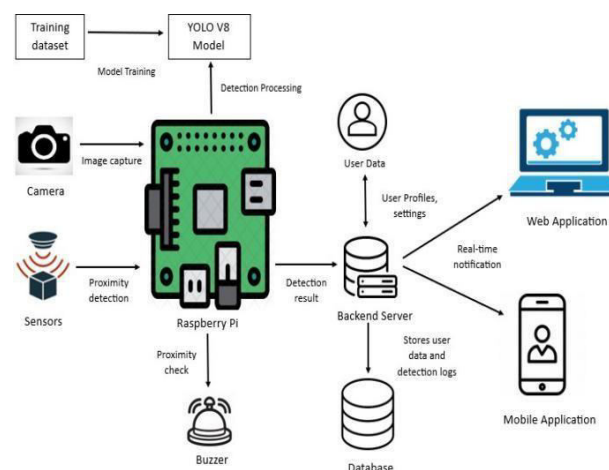 Training
dataset
YOLO V8
Model
Model Training
Detection Processing
Image capture
Camera
User Data
User Profiles,
settings
Web Application
Real-time
notification
Proximity
detection
Sensors
Detection
result
Raspberry Pi
Backend Server
Proximity
check
Stores user
data and
detection logs
Mobile Application
Buzzer
Database